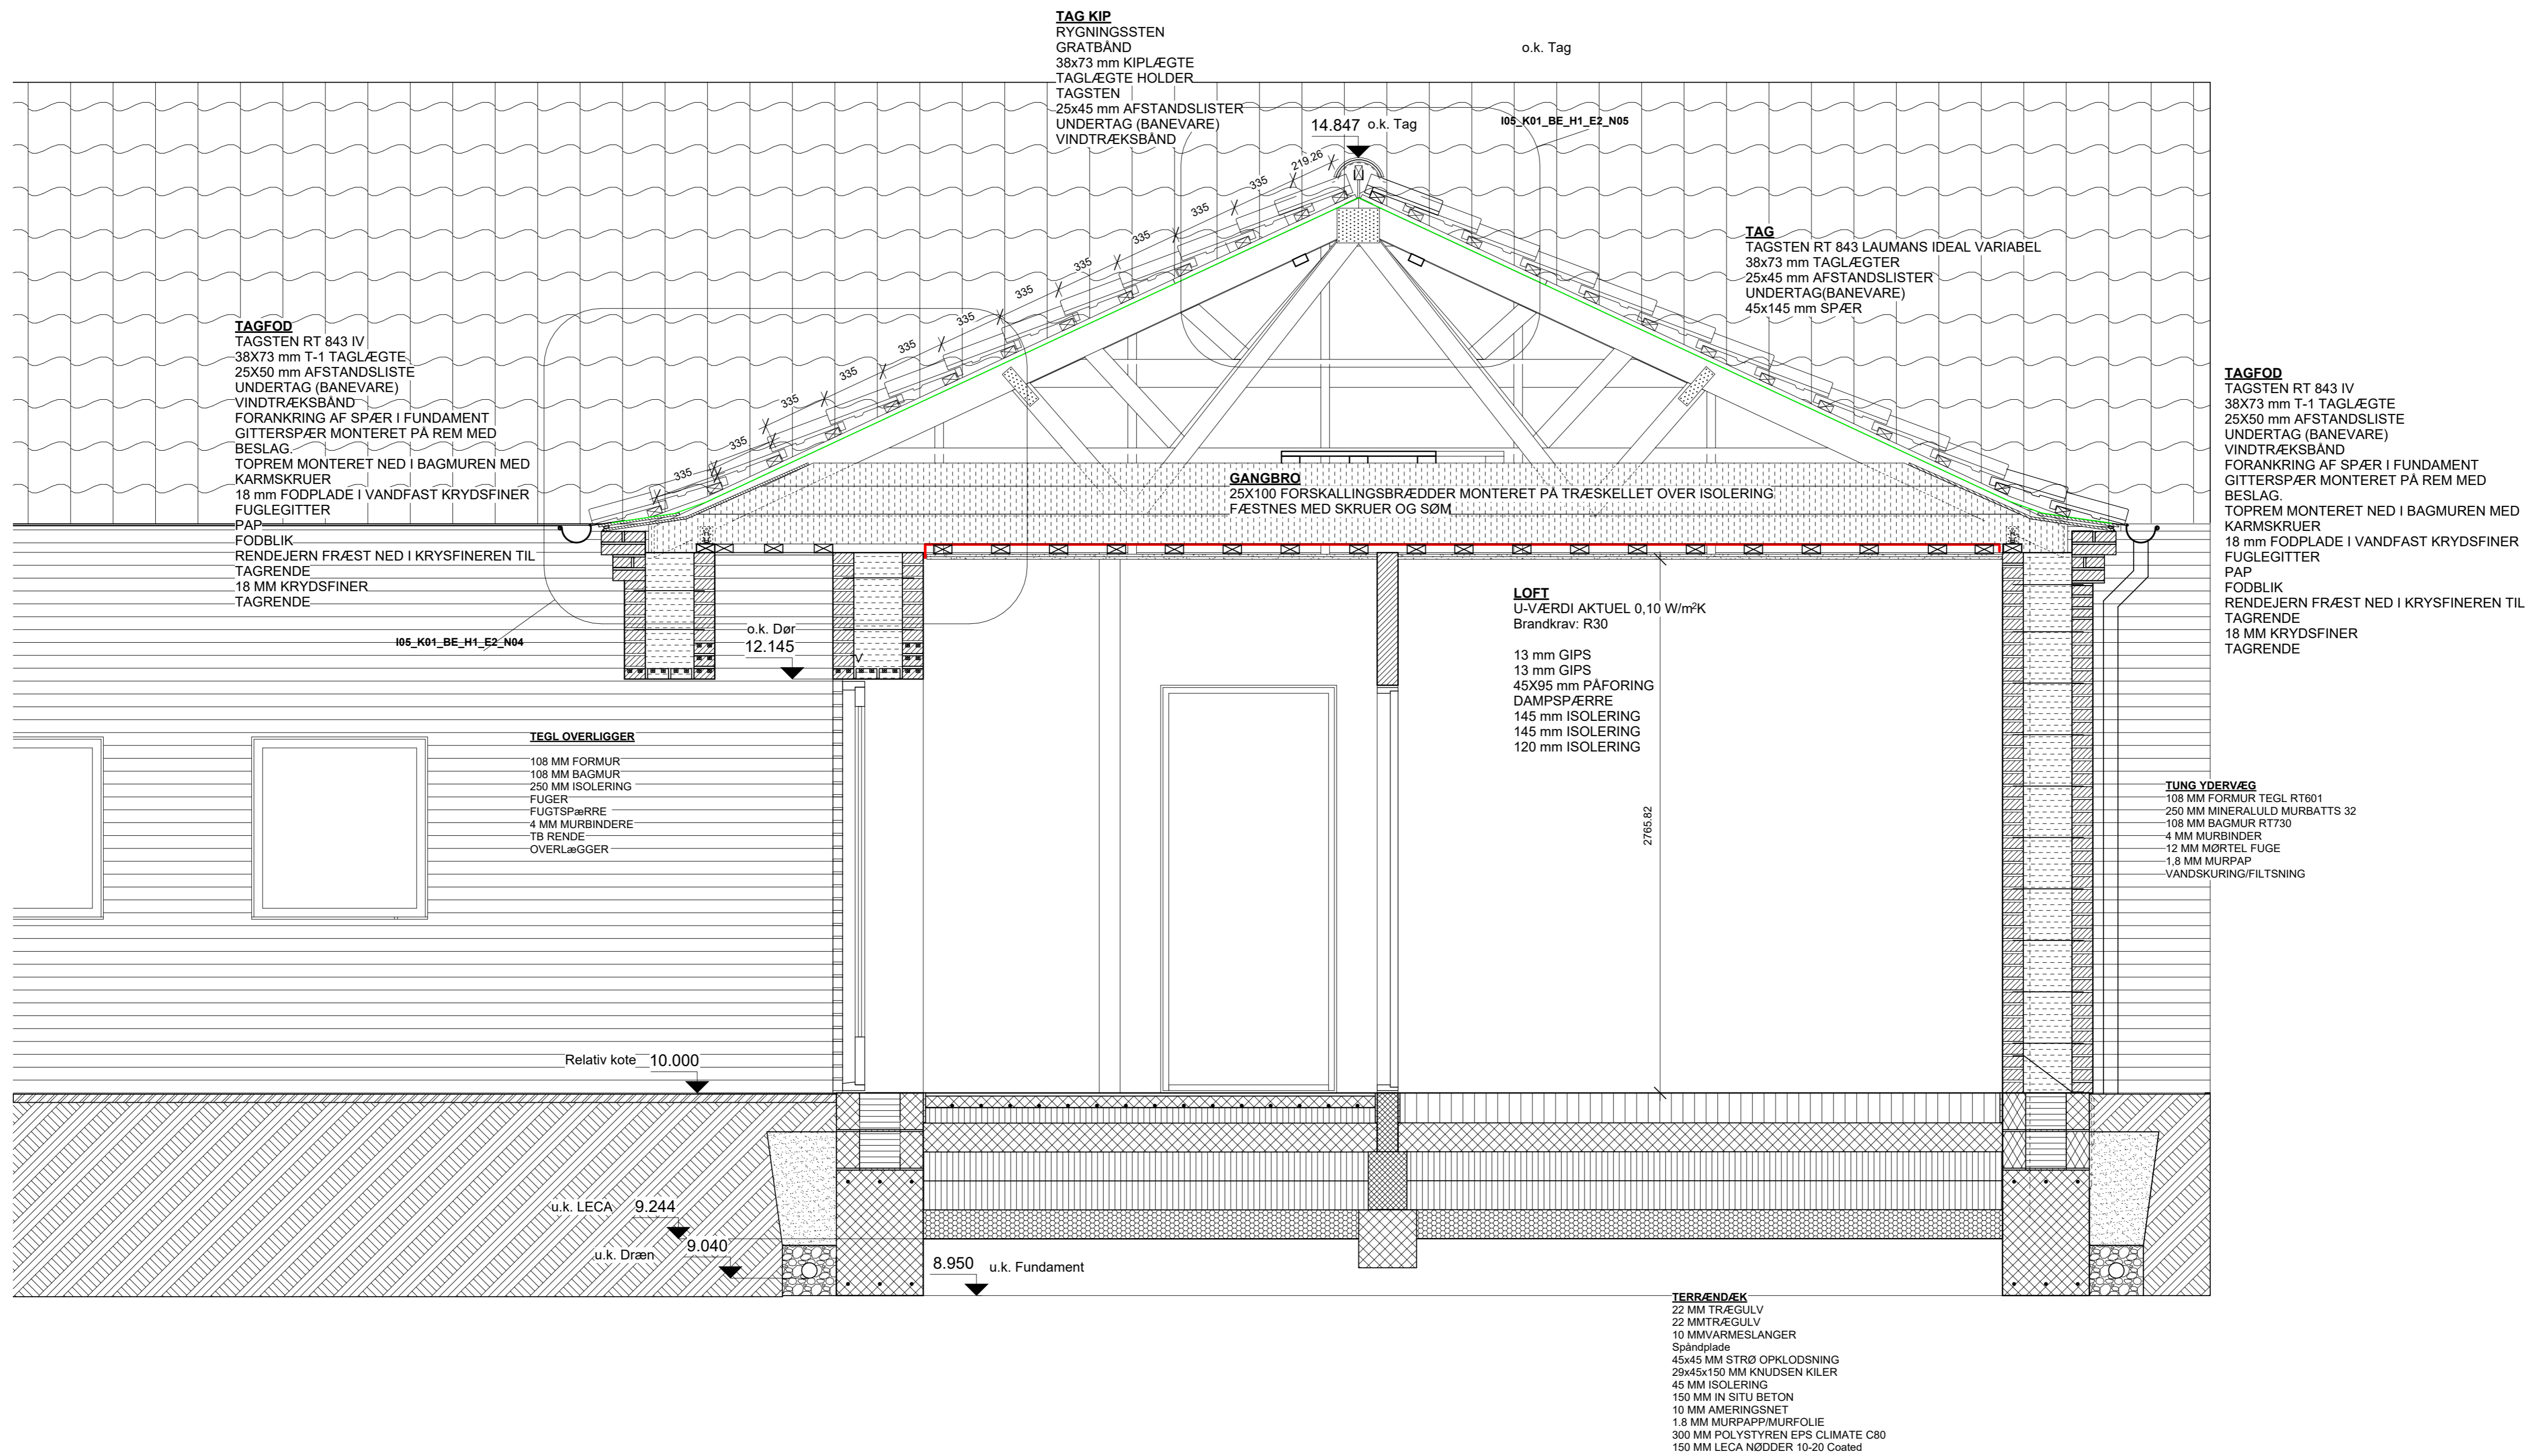 TAG KIP
RYGNINGSSTEN
GRATBÅND
38x73 mm KIPLÆGTE
TAGLÆGTE HOLDER
TAGSTEN
25x45 mm AFSTANDSLISTER
UNDERTAG (BANEVARE)
VINDTRÆKSBÅND
o.k. Tag
14.847 o.k. Tag
I05_K01_BE_H1_E2_N05
219.26
335
335
335
335
335
335
335
335
335
335
335
TAG
TAGSTEN RT 843 LAUMANS IDEAL VARIABEL
38x73 mm TAGLÆGTER
25x45 mm AFSTANDSLISTER
UNDERTAG(BANEVARE)
45x145 mm SPÆR
TAGFOD
TAGSTEN RT 843 IV
38X73 mm T-1 TAGLÆGTE
25X50 mm AFSTANDSLISTE
UNDERTAG (BANEVARE)
VINDTRÆKSBÅND
FORANKRING AF SPÆR I FUNDAMENT
GITTERSPÆR MONTERET PÅ REM MED
BESLAG.
TOPREM MONTERET NED I BAGMUREN MED
KARMSKRUER
18 mm FODPLADE I VANDFAST KRYDSFINER
FUGLEGITTER
PAP
FODBLIK
RENDEJERN FRÆST NED I KRYSFINEREN TIL
TAGRENDE
18 MM KRYDSFINER
TAGRENDE
I05_K01_BE_H1_E2_N04
TAGFOD
TAGSTEN RT 843 IV
38X73 mm T-1 TAGLÆGTE
25X50 mm AFSTANDSLISTE
UNDERTAG (BANEVARE)
VINDTRÆKSBÅND
FORANKRING AF SPÆR I FUNDAMENT
GITTERSPÆR MONTERET PÅ REM MED
BESLAG.
TOPREM MONTERET NED I BAGMUREN MED
KARMSKRUER
18 mm FODPLADE I VANDFAST KRYDSFINER
FUGLEGITTER
PAP
FODBLIK
RENDEJERN FRÆST NED I KRYSFINEREN TIL
TAGRENDE
18 MM KRYDSFINER
TAGRENDE
GANGBRO
25X100 FORSKALLINGSBRÆDDER MONTERET PÅ TRÆSKELLET OVER ISOLERING
FÆSTNES MED SKRUER OG SØM
LOFT
U-VÆRDI AKTUEL 0,10 W/m²K
Brandkrav: R30
13 mm GIPS
13 mm GIPS
45X95 mm PÅFORING
DAMPSPÆRRE
145 mm ISOLERING
145 mm ISOLERING
120 mm ISOLERING
o.k. Dør
12.145
V
TEGL OVERLIGGER
108 MM FORMUR
108 MM BAGMUR
250 MM ISOLERING
FUGER
FUGTSPæRRE
4 MM MURBINDERE
TB RENDE
OVERLæGGER
2765.82
TUNG YDERVÆG
108 MM FORMUR TEGL RT601
250 MM MINERALULD MURBATTS 32
108 MM BAGMUR RT730
4 MM MURBINDER
12 MM MØRTEL FUGE
1,8 MM MURPAP
VANDSKURING/FILTSNING
Relativ kote 10.000
u.k. LECA 9.244
u.k. Dræn 9.040
8.950 u.k. Fundament
TERRÆNDÆK
22 MM TRÆGULV
22 MMTRÆGULV
10 MMVARMESLANGER
Spåndplade
45x45 MM STRØ OPKLODSNING
29x45x150 MM KNUDSEN KILER
45 MM ISOLERING
150 MM IN SITU BETON
10 MM AMERINGSNET
1.8 MM MURPAPP/MURFOLIE
300 MM POLYSTYREN EPS CLIMATE C80
150 MM LECA NØDDER 10-20 Coated